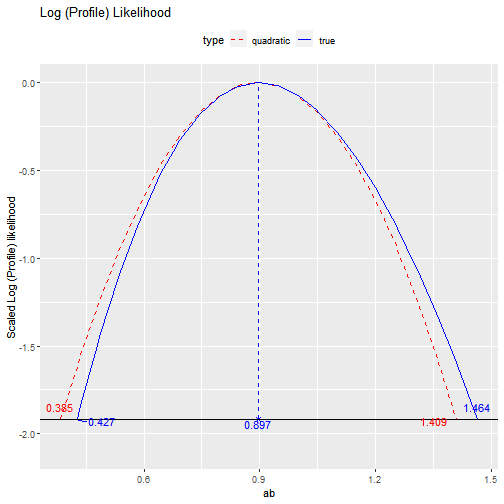 Log (Profile) Likelihood
type quadratic true
Scaled Log (Profile) likelihood
0.0
-0.5
-1.0
-1.5
-2.0
0.385
0.427
0.897
1.409
1.464
0.6 0.9 1.2 1.5
ab